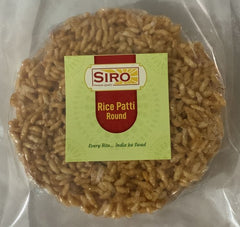 SIRO
Rice Patti
Round
Every Bite... India ka Swad